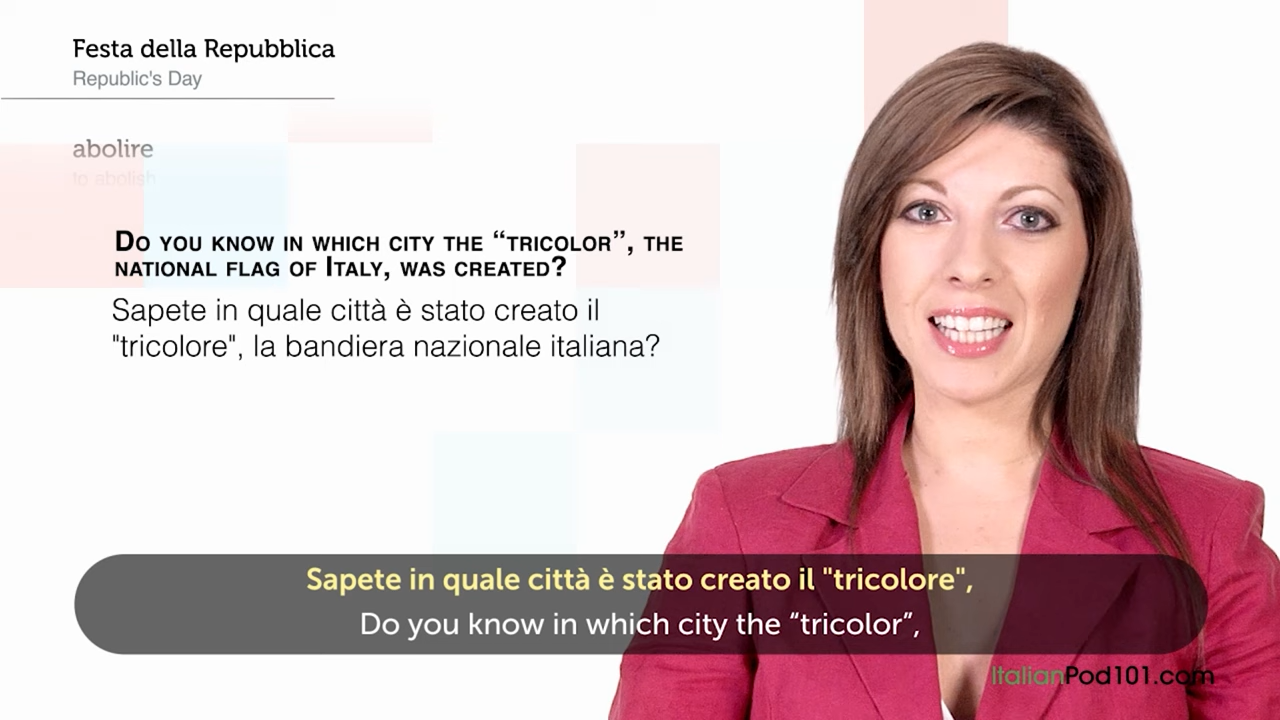 Festa della Repubblica
Republic's Day
abolire
to abolish
DO YOU KNOW IN WHICH CITY THE “TRICOLOR”, THE
NATIONAL FLAG OF ITALY, WAS CREATED?
Sapete in quale città è stato creato il
"tricolore", la bandiera nazionale italiana?
Sapete in quale città è stato creato il "tricolore",
Do you know in which city the “tricolor”,
ItalianPod101.com